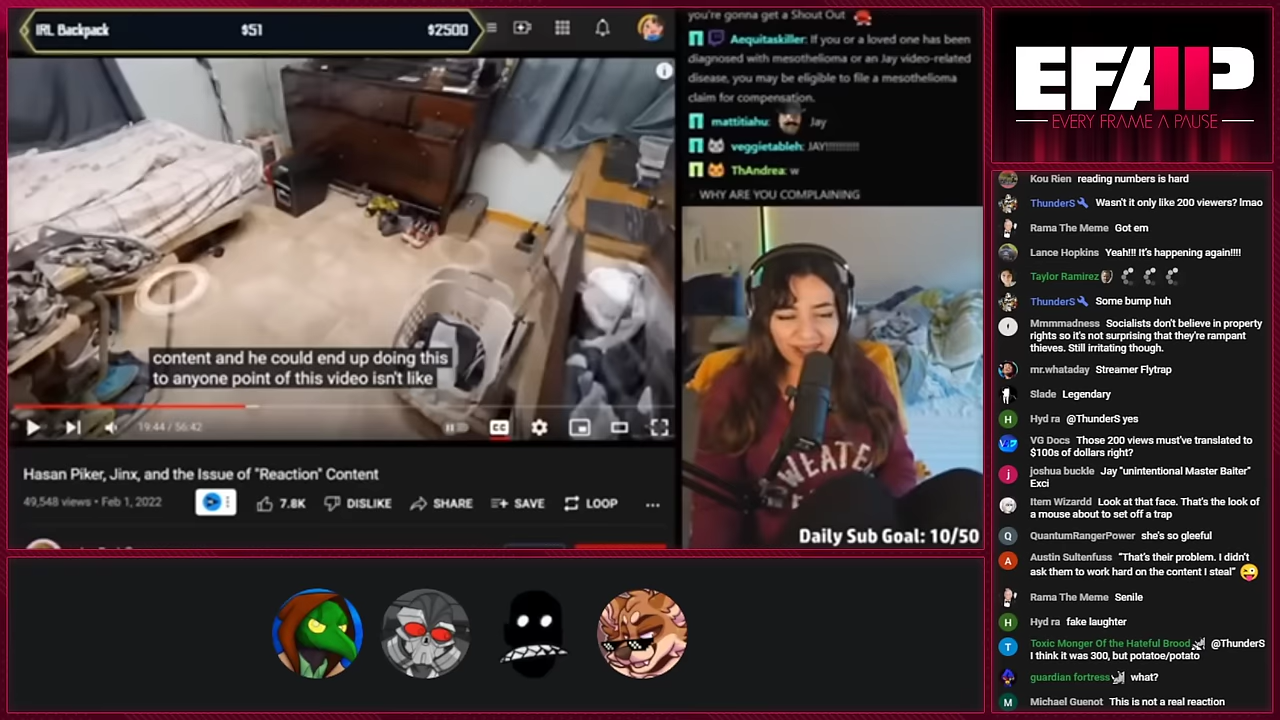 IRL Backpack $51 $2500
you're gonna get a Shout Out
Aequitaskiller: If you or a loved one has been
diagnosed with mesothelioma or an Jay video-related
disease, you may be eligible to file a mesothelioma
claim for compensation.
mattitiahu: Jay
veggietableh: JAY!!!!!!!!!!!
ThAndrea: w
WHY ARE YOU COMPLAINING
content and he could end up doing this
to anyone point of this video isn't like
19:44 / 56:42
CC
Hasan Piker, Jinx, and the Issue of "Reaction" Content
49,548 views • Feb 1, 2022
7.8K DISLIKE SHARE SAVE LOOP ...
SWEATE
Daily Sub Goal: 10/50
EFAP
EVERY FRAME A PAUSE
Kou Rien reading numbers is hard
ThunderS Wasn't it only like 200 viewers? lmao
Rama The Meme Got em
Lance Hopkins Yeah!!! It's happening again!!!!
Taylor Ramirez
ThunderS Some bump huh
Mmmmadness Socialists don't believe in property
rights so it's not surprising that they're rampant
thieves. Still irritating though.
mr.whataday Streamer Flytrap
Slade Legendary
H Hyd ra @ThunderS yes
VG Docs Those 200 views must've translated to
$100s of dollars right?
j joshua buckle Jay "unintentional Master Baiter"
Exci
Item Wizardd Look at that face. That's the look of
a mouse about to set off a trap
Q QuantumRangerPower she's so gleeful
A Austin Sultenfuss "That's their problem. I didn't
ask them to work hard on the content I steal"
Rama The Meme Senile
H Hyd ra fake laughter
T Toxic Monger Of the Hateful Brood @ThunderS
I think it was 300, but potatoe/potato
guardian fortress what?
M Michael Guenot This is not a real reaction